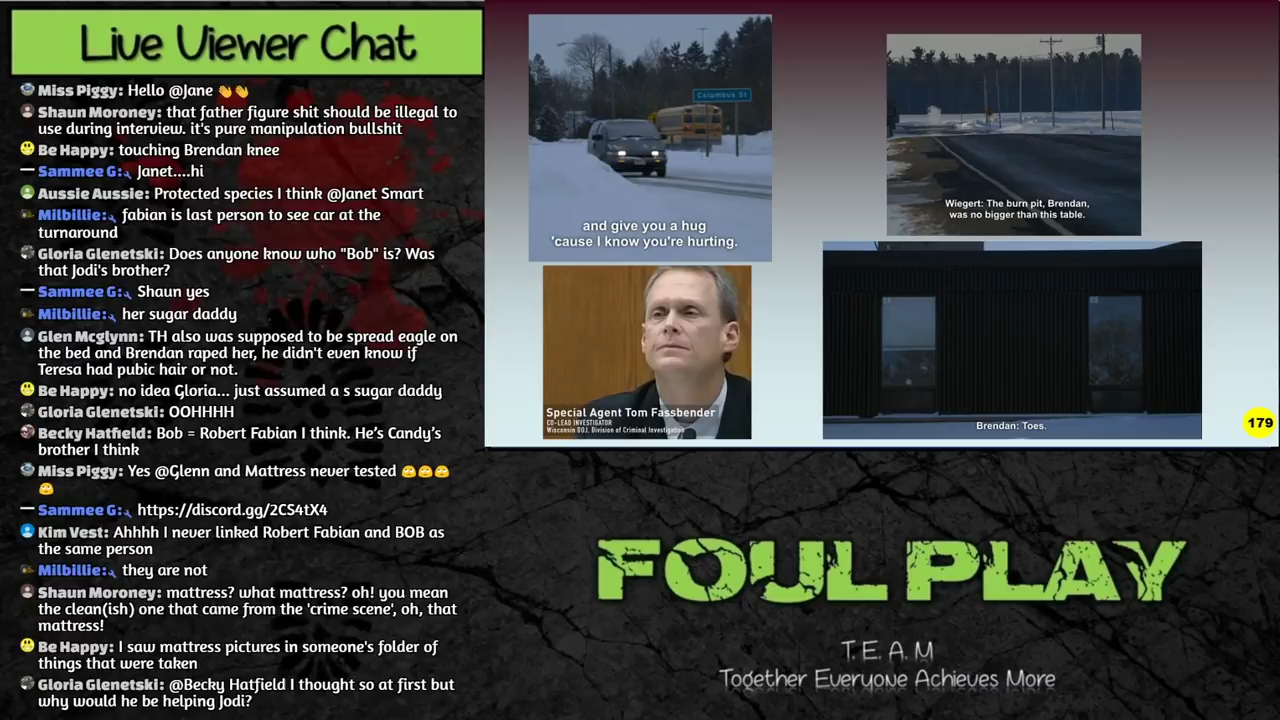 Live Viewer Chat
Miss Piggy: Hello @Jane 👋👋
Shaun Moroney: that father figure shit should be illegal to
use during interview. it's pure manipulation bullshit
Be Happy: touching Brendan knee
Sammee G: Janet....hi
Aussie Aussie: Protected species I think @Janet Smart
Milbillie: fabian is last person to see car at the
turnaround
Gloria Glenetski: Does anyone know who "Bob" is? Was
that Jodi's brother?
Sammee G: Shaun yes
Milbillie: her sugar daddy
Glen Mcglynn: TH also was supposed to be spread eagle on
the bed and Brendan raped her, he didn't even know if
Teresa had pubic hair or not.
Be Happy: no idea Gloria... just assumed a s sugar daddy
Gloria Glenetski: OOHHHH
Becky Hatfield: Bob = Robert Fabian I think. He's Candy's
brother I think
Miss Piggy: Yes @Glenn and Mattress never tested 🙄🙄🙄
🙄
Sammee G: https://discord.gg/2CS4tX4
Kim Vest: Ahhhh I never linked Robert Fabian and BOB as
the same person
Milbillie: they are not
Shaun Moroney: mattress? what mattress? oh! you mean
the clean(ish) one that came from the 'crime scene', oh, that
mattress!
Be Happy: I saw mattress pictures in someone's folder of
things that were taken
Gloria Glenetski: @Becky Hatfield I thought so at first but
why would he be helping Jodi?
Columbus St
and give you a hug
'cause I know you're hurting.
Wiegert: The burn pit, Brendan,
was no bigger than this table.
Special Agent Tom Fassbender
CO-LEAD INVESTIGATOR
Wisconsin DOJ, Division of Criminal Investigation
Brendan: Toes.
179
FOUL PLAY
T. E. A. M
Together Everyone Achieves More